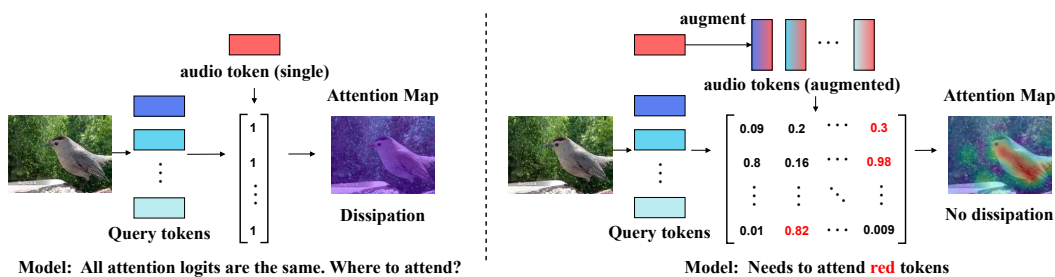 audio token (single)
Attention Map
1
1
⋮
1
Query tokens
Dissipation
Model: All attention logits are the same. Where to attend?
augment
audio tokens (augmented)
Attention Map
0.09 0.2 ⋯ 0.3
0.8 0.16 ⋯ 0.98
⋮ ⋮ ⋱ ⋮
0.01 0.82 ⋯ 0.009
Query tokens
No dissipation
Model: Needs to attend red tokens